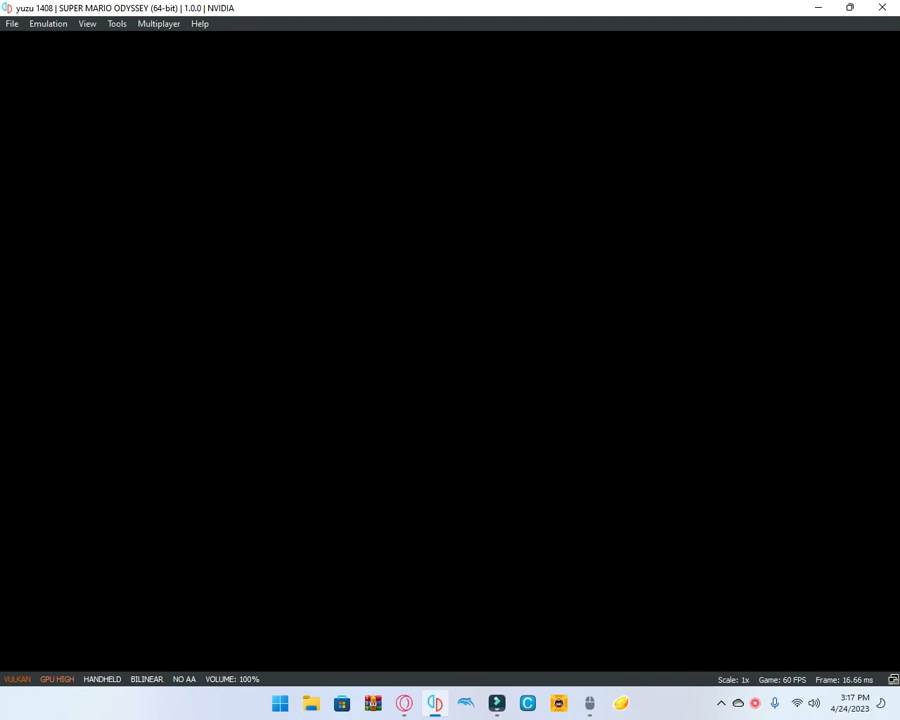 yuzu 1408 | SUPER MARIO ODYSSEY (64-bit) | 1.0.0 | NVIDIA
File Emulation View Tools Multiplayer Help
VULKAN GPU HIGH HANDHELD BILINEAR NO AA VOLUME: 100% Scale: 1x Game: 60 FPS Frame: 16.66 ms
3:17 PM
4/24/2023